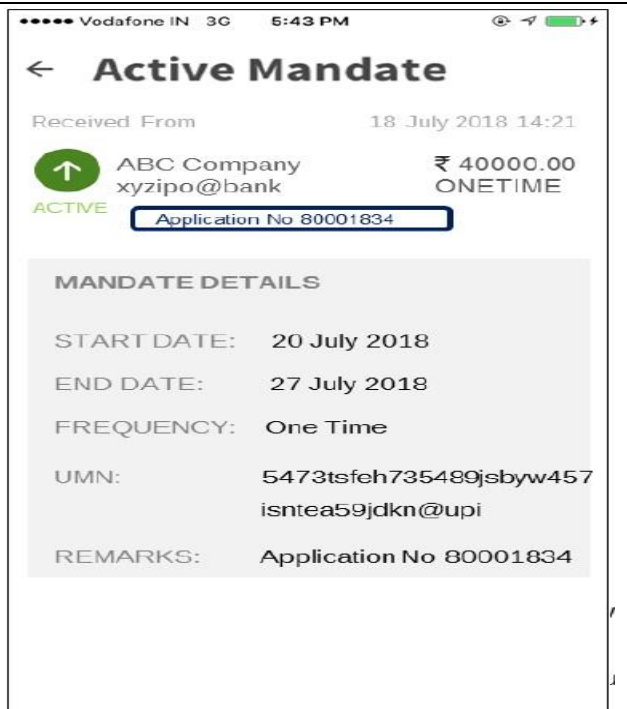 Vodafone IN 3G 5:43 PM
← Active Mandate
Received From 18 July 2018 14:21
ABC Company ₹ 40000.00
xyzipo@bank ONETIME
ACTIVE
Application No 80001834
MANDATE DETAILS
START DATE: 20 July 2018
END DATE: 27 July 2018
FREQUENCY: One Time
UMN: 5473tsfeh735489jsbyw457
isntea59jdkn@upi
REMARKS: Application No 80001834